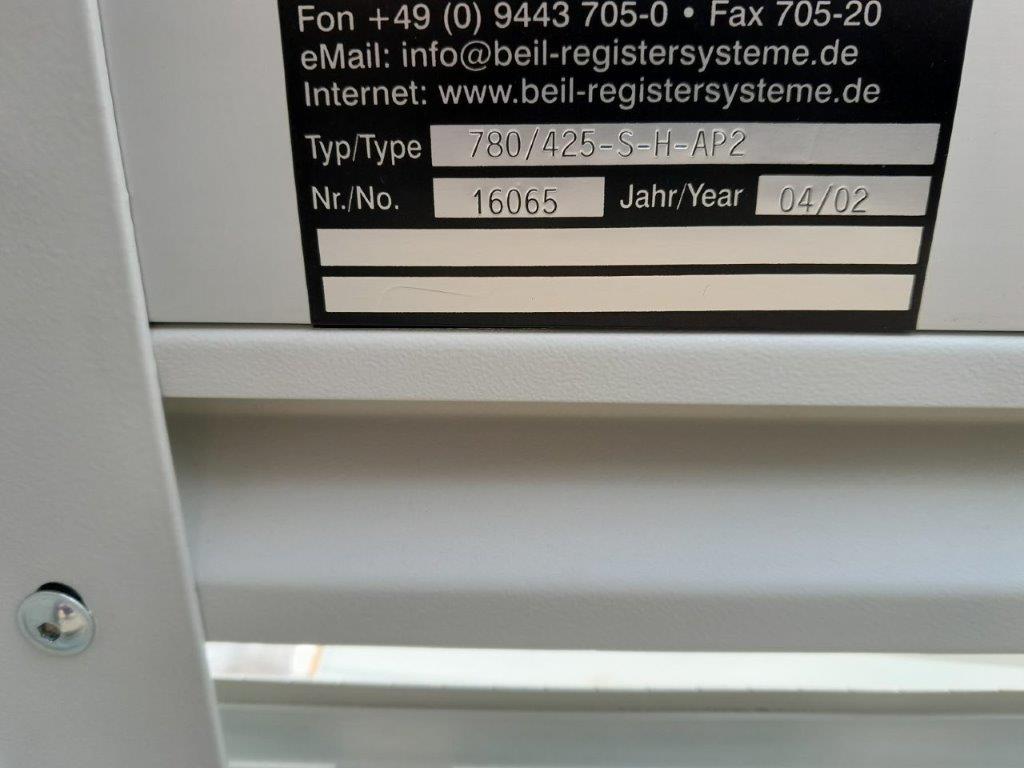 Fon +49 (0) 9443 705-0 • Fax 705-20
eMail: info@beil-registersysteme.de
Internet: www.beil-registersysteme.de
Typ/Type 780/425-S-H-AP2
Nr./No. 16065 Jahr/Year 04/02